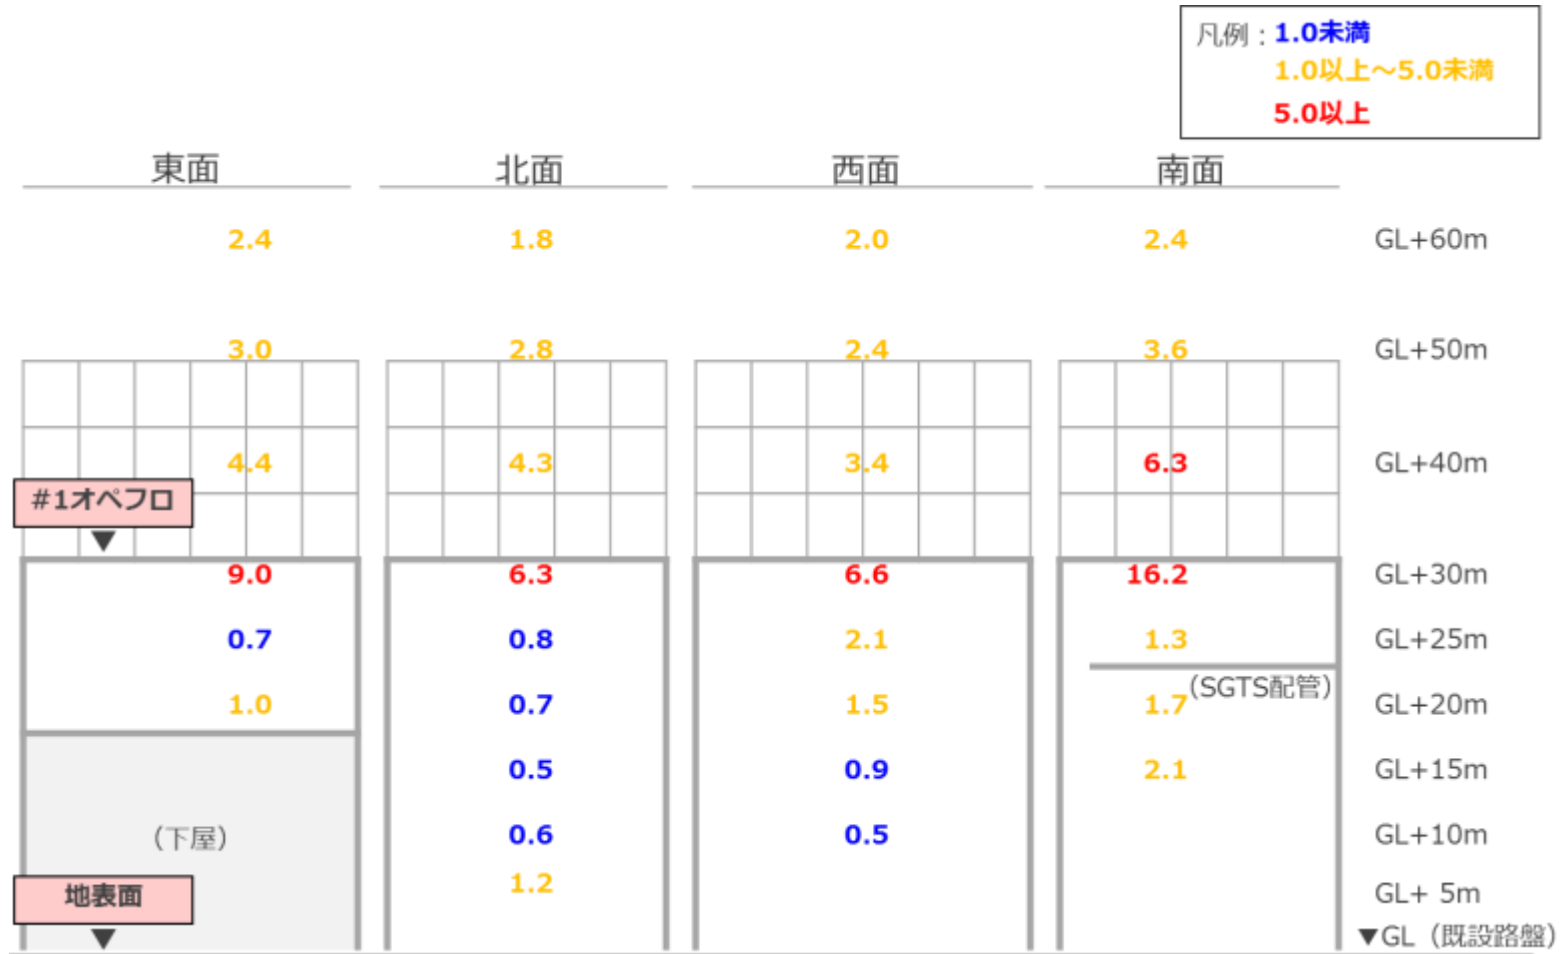 凡例：1.0未満
1.0以上～5.0未満
5.0以上
東面 北面 西面 南面
2.4 1.8 2.0 2.4 GL+60m
3.0 2.8 2.4 3.6 GL+50m
4.4 4.3 3.4 6.3 GL+40m
#1オペフロ
▼
9.0 6.3 6.6 16.2 GL+30m
0.7 0.8 2.1 1.3 GL+25m
(SGTS配管)
1.0 0.7 1.5 1.7 GL+20m
0.5 0.9 2.1 GL+15m
(下屋) 0.6 0.5 GL+10m
1.2 GL+ 5m
地表面
▼ ▼GL（既設路盤）